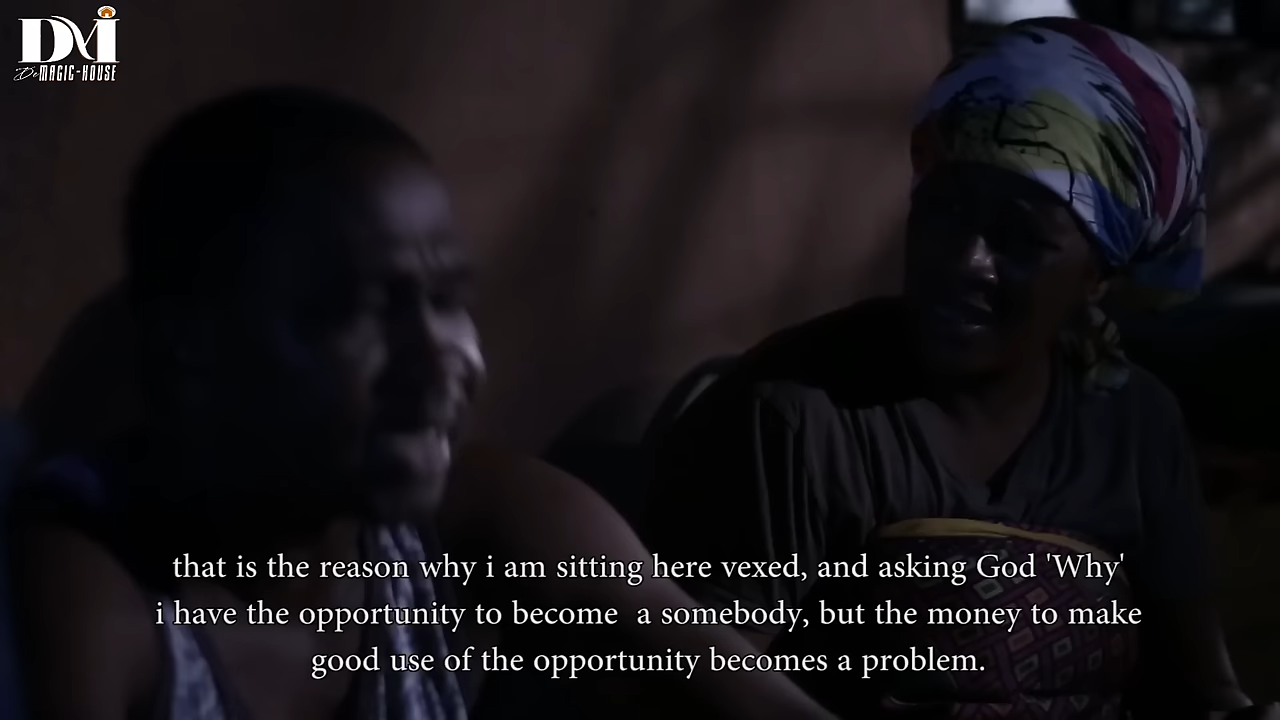 DMI
De MAGIC-HOUSE
that is the reason why i am sitting here vexed, and asking God 'Why'
i have the opportunity to become  a somebody, but the money to make
good use of the opportunity becomes a problem.